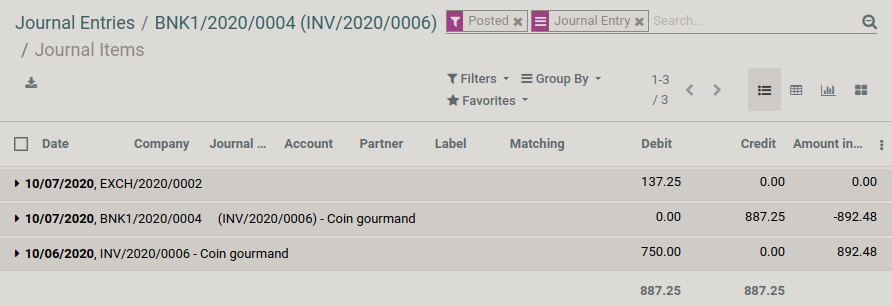 Journal Entries / BNK1/2020/0004 (INV/2020/0006)
/ Journal Items
Posted × Journal Entry × Search...
Filters Group By 1-3
Favorites / 3
Date Company Journal ... Account Partner Label Matching Debit Credit Amount in...
10/07/2020, EXCH/2020/0002 137.25 0.00 0.00
10/07/2020, BNK1/2020/0004 (INV/2020/0006) - Coin gourmand 0.00 887.25 -892.48
10/06/2020, INV/2020/0006 - Coin gourmand 750.00 0.00 892.48
887.25 887.25